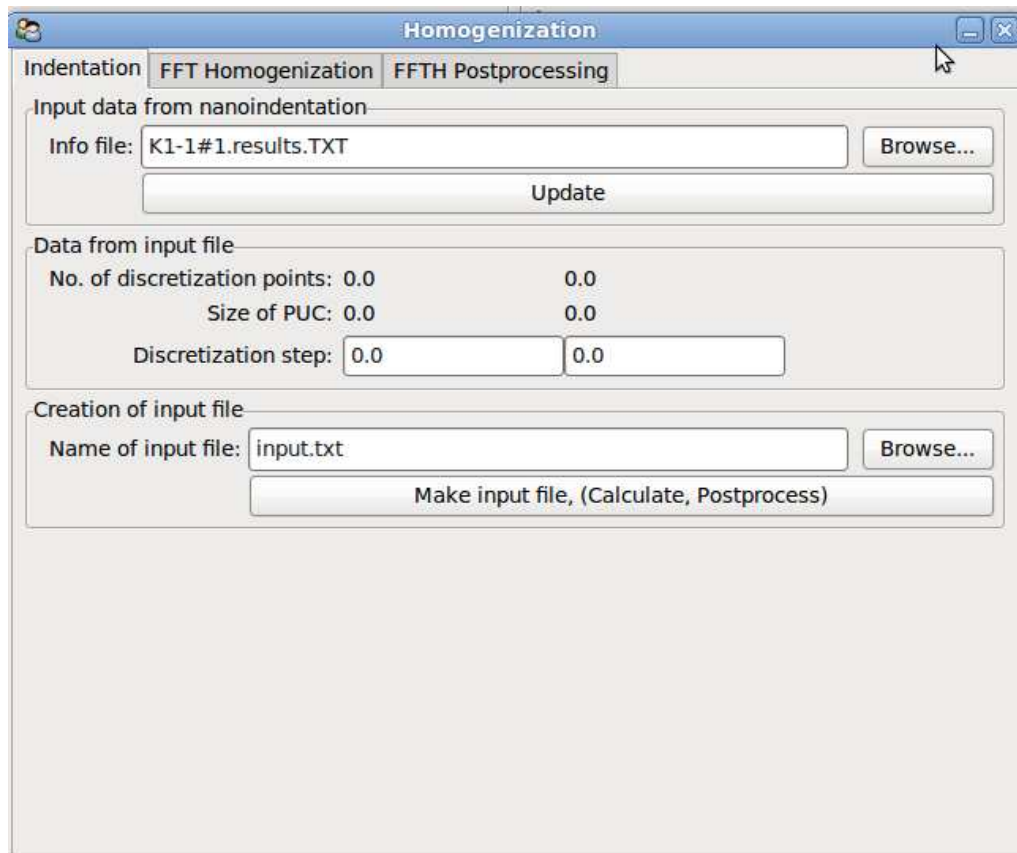 Homogenization
Indentation FFT Homogenization FFTH Postprocessing
Input data from nanoindentation
Info file: K1-1#1.results.TXT Browse...
Update
Data from input file
No. of discretization points: 0.0 0.0
Size of PUC: 0.0 0.0
Discretization step: 0.0 0.0
Creation of input file
Name of input file: input.txt Browse...
Make input file, (Calculate, Postprocess)